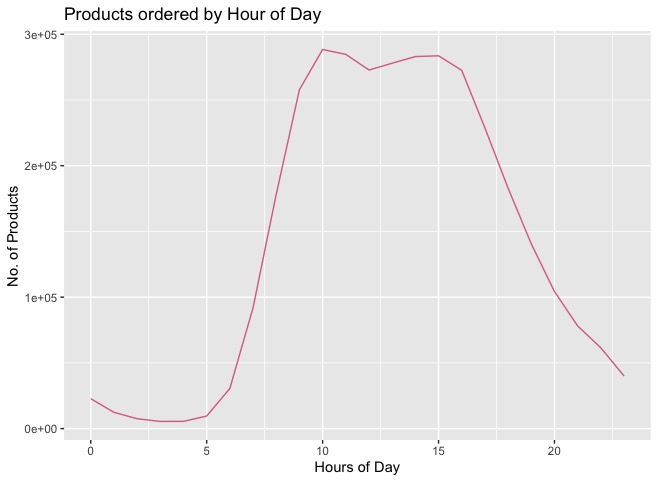 Products ordered by Hour of Day
3e+05
2e+05
1e+05
0e+00
No. of Products
0 5 10 15 20
Hours of Day